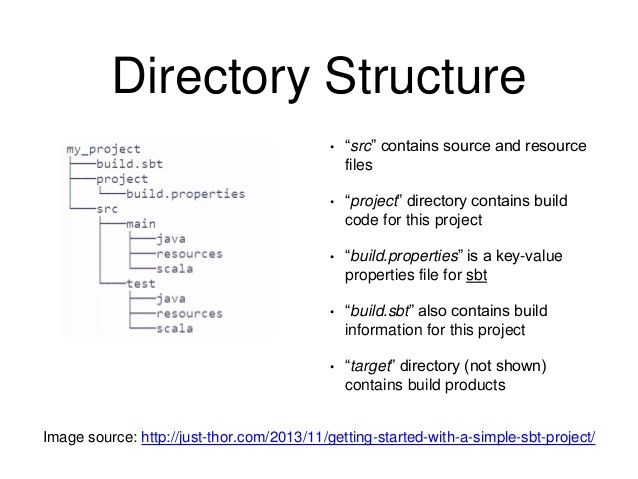 Directory Structure
my_project
├───build.sbt
├───project
│   └───build.properties
└───src
    ├───main
    │   ├───java
    │   ├───resources
    │   └───scala
    └───test
        ├───java
        ├───resources
        └───scala
• “src” contains source and resource
files
• “project” directory contains build
code for this project
• “build.properties” is a key-value
properties file for sbt
• “build.sbt” also contains build
information for this project
• “target” directory (not shown)
contains build products
Image source: http://just-thor.com/2013/11/getting-started-with-a-simple-sbt-project/